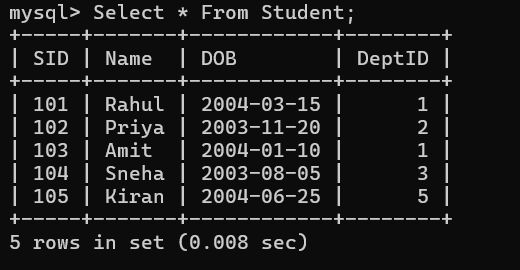 mysql> Select * From Student;
+-----+-------+------------+--------+
| SID | Name  | DOB        | DeptID |
+-----+-------+------------+--------+
| 101 | Rahul | 2004-03-15 |      1 |
| 102 | Priya | 2003-11-20 |      2 |
| 103 | Amit  | 2004-01-10 |      1 |
| 104 | Sneha | 2003-08-05 |      3 |
| 105 | Kiran | 2004-06-25 |      5 |
+-----+-------+------------+--------+
5 rows in set (0.008 sec)